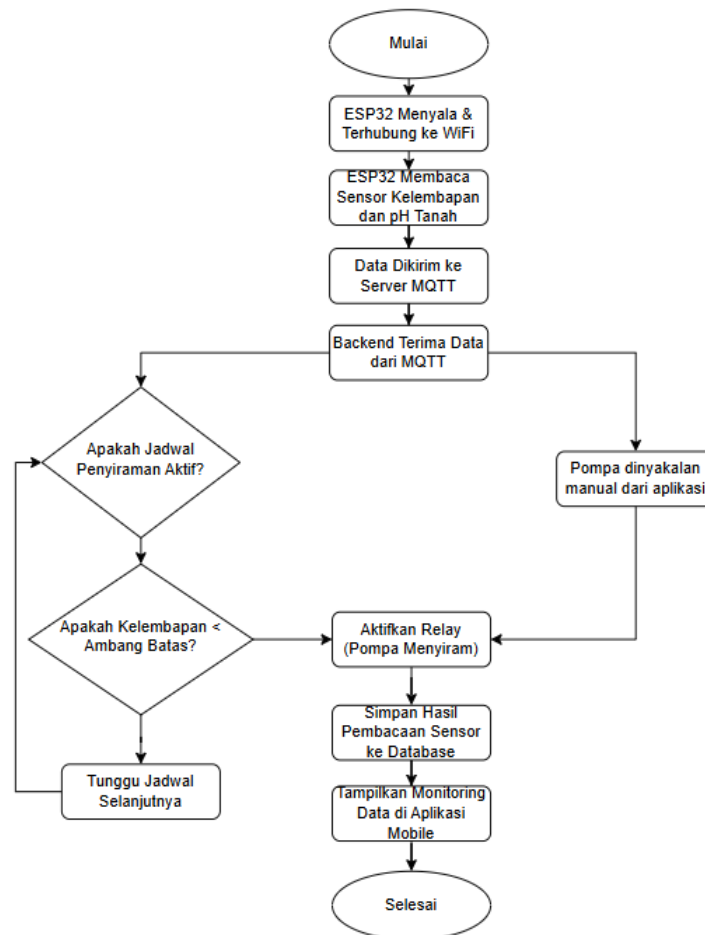 Mulai
ESP32 Menyala &
Terhubung ke WiFi
ESP32 Membaca
Sensor Kelembapan
dan pH Tanah
Data Dikirim ke
Server MQTT
Backend Terima Data
dari MQTT
Apakah Jadwal
Penyiraman Aktif?
Pompa dinyakalan
manual dari aplikasi
Apakah Kelembapan <
Ambang Batas?
Aktifkan Relay
(Pompa Menyiram)
Simpan Hasil
Pembacaan Sensor
ke Database
Tunggu Jadwal
Selanjutnya
Tampilkan Monitoring
Data di Aplikasi
Mobile
Selesai